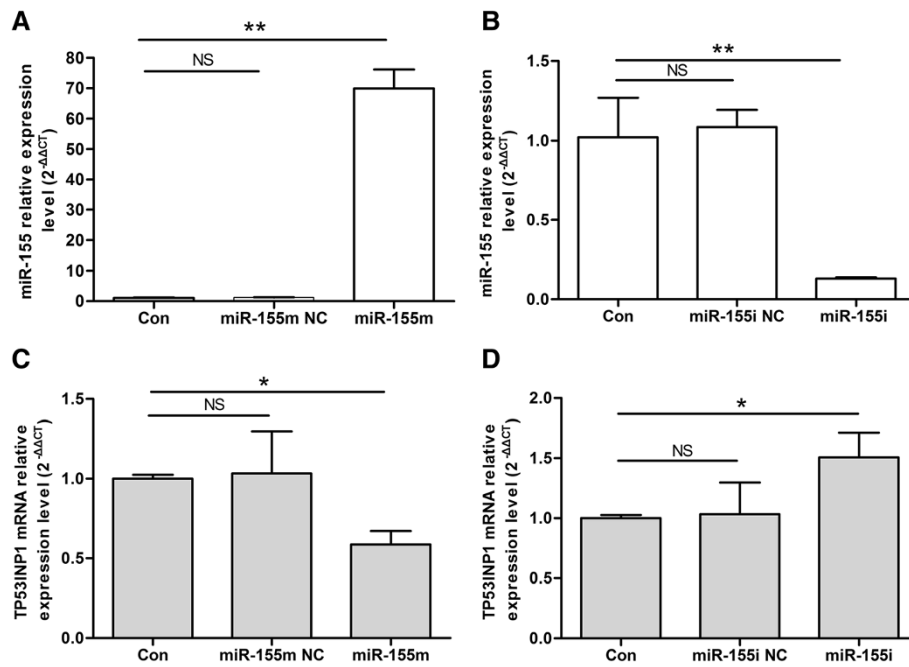 A
**
NS
miR-155 relative expression
level (2-ΔΔCT)
80
70
60
50
40
30
20
10
0
Con miR-155m NC miR-155m
B
**
NS
miR-155 relative expression
level (2-ΔΔCT)
1.5
1.0
0.5
0.0
Con miR-155i NC miR-155i
C
*
NS
TP53INP1 mRNA relative
expression level (2-ΔΔCT)
1.5
1.0
0.5
0.0
Con miR-155m NC miR-155m
D
*
NS
TP53INP1 mRNA relative
expression level (2-ΔΔCT)
2.0
1.5
1.0
0.5
0.0
Con miR-155i NC miR-155i